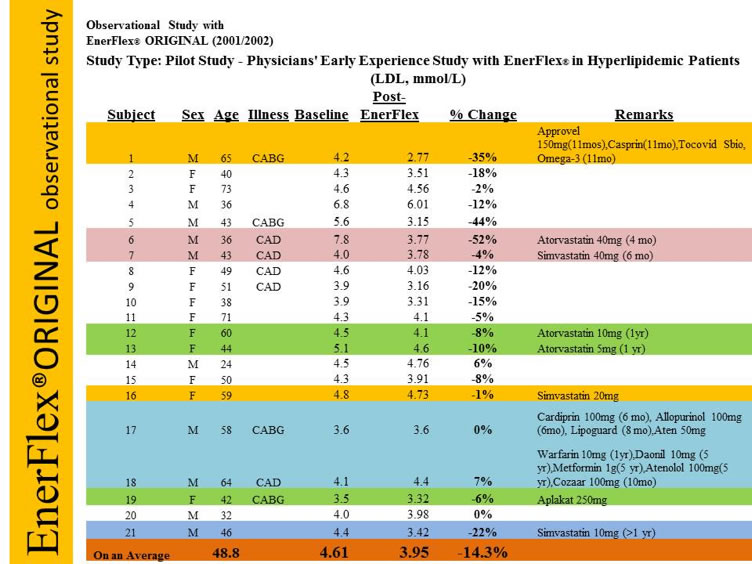 EnerFlex®ORIGINAL observational study
Observational Study with
EnerFlex® ORIGINAL (2001/2002)
Study Type: Pilot Study - Physicians' Early Experience Study with EnerFlex® in Hyperlipidemic Patients
(LDL, mmol/L)
Post-
Subject Sex Age Illness Baseline EnerFlex % Change Remarks
Approvel
150mg(11mos),Casprin(11mo),Tocovid Sbio,
1 M 65 CABG 4.2 2.77 -35% Omega-3 (11mo)
2 F 40 4.3 3.51 -18%
3 F 73 4.6 4.56 -2%
4 M 36 6.8 6.01 -12%
5 M 43 CABG 5.6 3.15 -44%
6 M 36 CAD 7.8 3.77 -52% Atorvastatin 40mg (4 mo)
7 M 43 CAD 4.0 3.78 -4% Simvastatin 40mg (6 mo)
8 F 49 CAD 4.6 4.03 -12%
9 F 51 CAD 3.9 3.16 -20%
10 F 38 3.9 3.31 -15%
11 F 71 4.3 4.1 -5%
12 F 60 4.5 4.1 -8% Atorvastatin 10mg (1yr)
13 F 44 5.1 4.6 -10% Atorvastatin 5mg (1 yr)
14 M 24 4.5 4.76 6%
15 F 50 4.3 3.91 -8%
16 F 59 4.8 4.73 -1% Simvastatin 20mg
Cardiprin 100mg (6 mo), Allopurinol 100mg
17 M 58 CABG 3.6 3.6 0% (6mo), Lipoguard (8 mo),Aten 50mg
Warfarin 10mg (1yr),Daonil 10mg (5
yr),Metformin 1g(5 yr),Atenolol 100mg(5
18 M 64 CAD 4.1 4.4 7% yr),Cozaar 100mg (10mo)
19 F 42 CABG 3.5 3.32 -6% Aplakat 250mg
20 M 32 4.0 3.98 0%
21 M 46 4.4 3.42 -22% Simvastatin 10mg (>1 yr)
On an Average 48.8 4.61 3.95 -14.3%